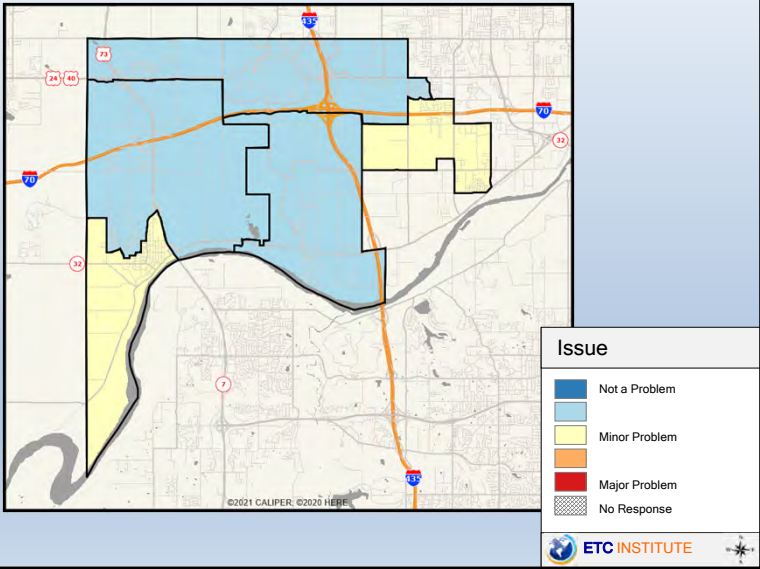 435
73
24 40
70
32
70
32
7
435
©2021 CALIPER; ©2020 HERE
Issue
Not a Problem
Minor Problem
Major Problem
No Response
ETC INSTITUTE